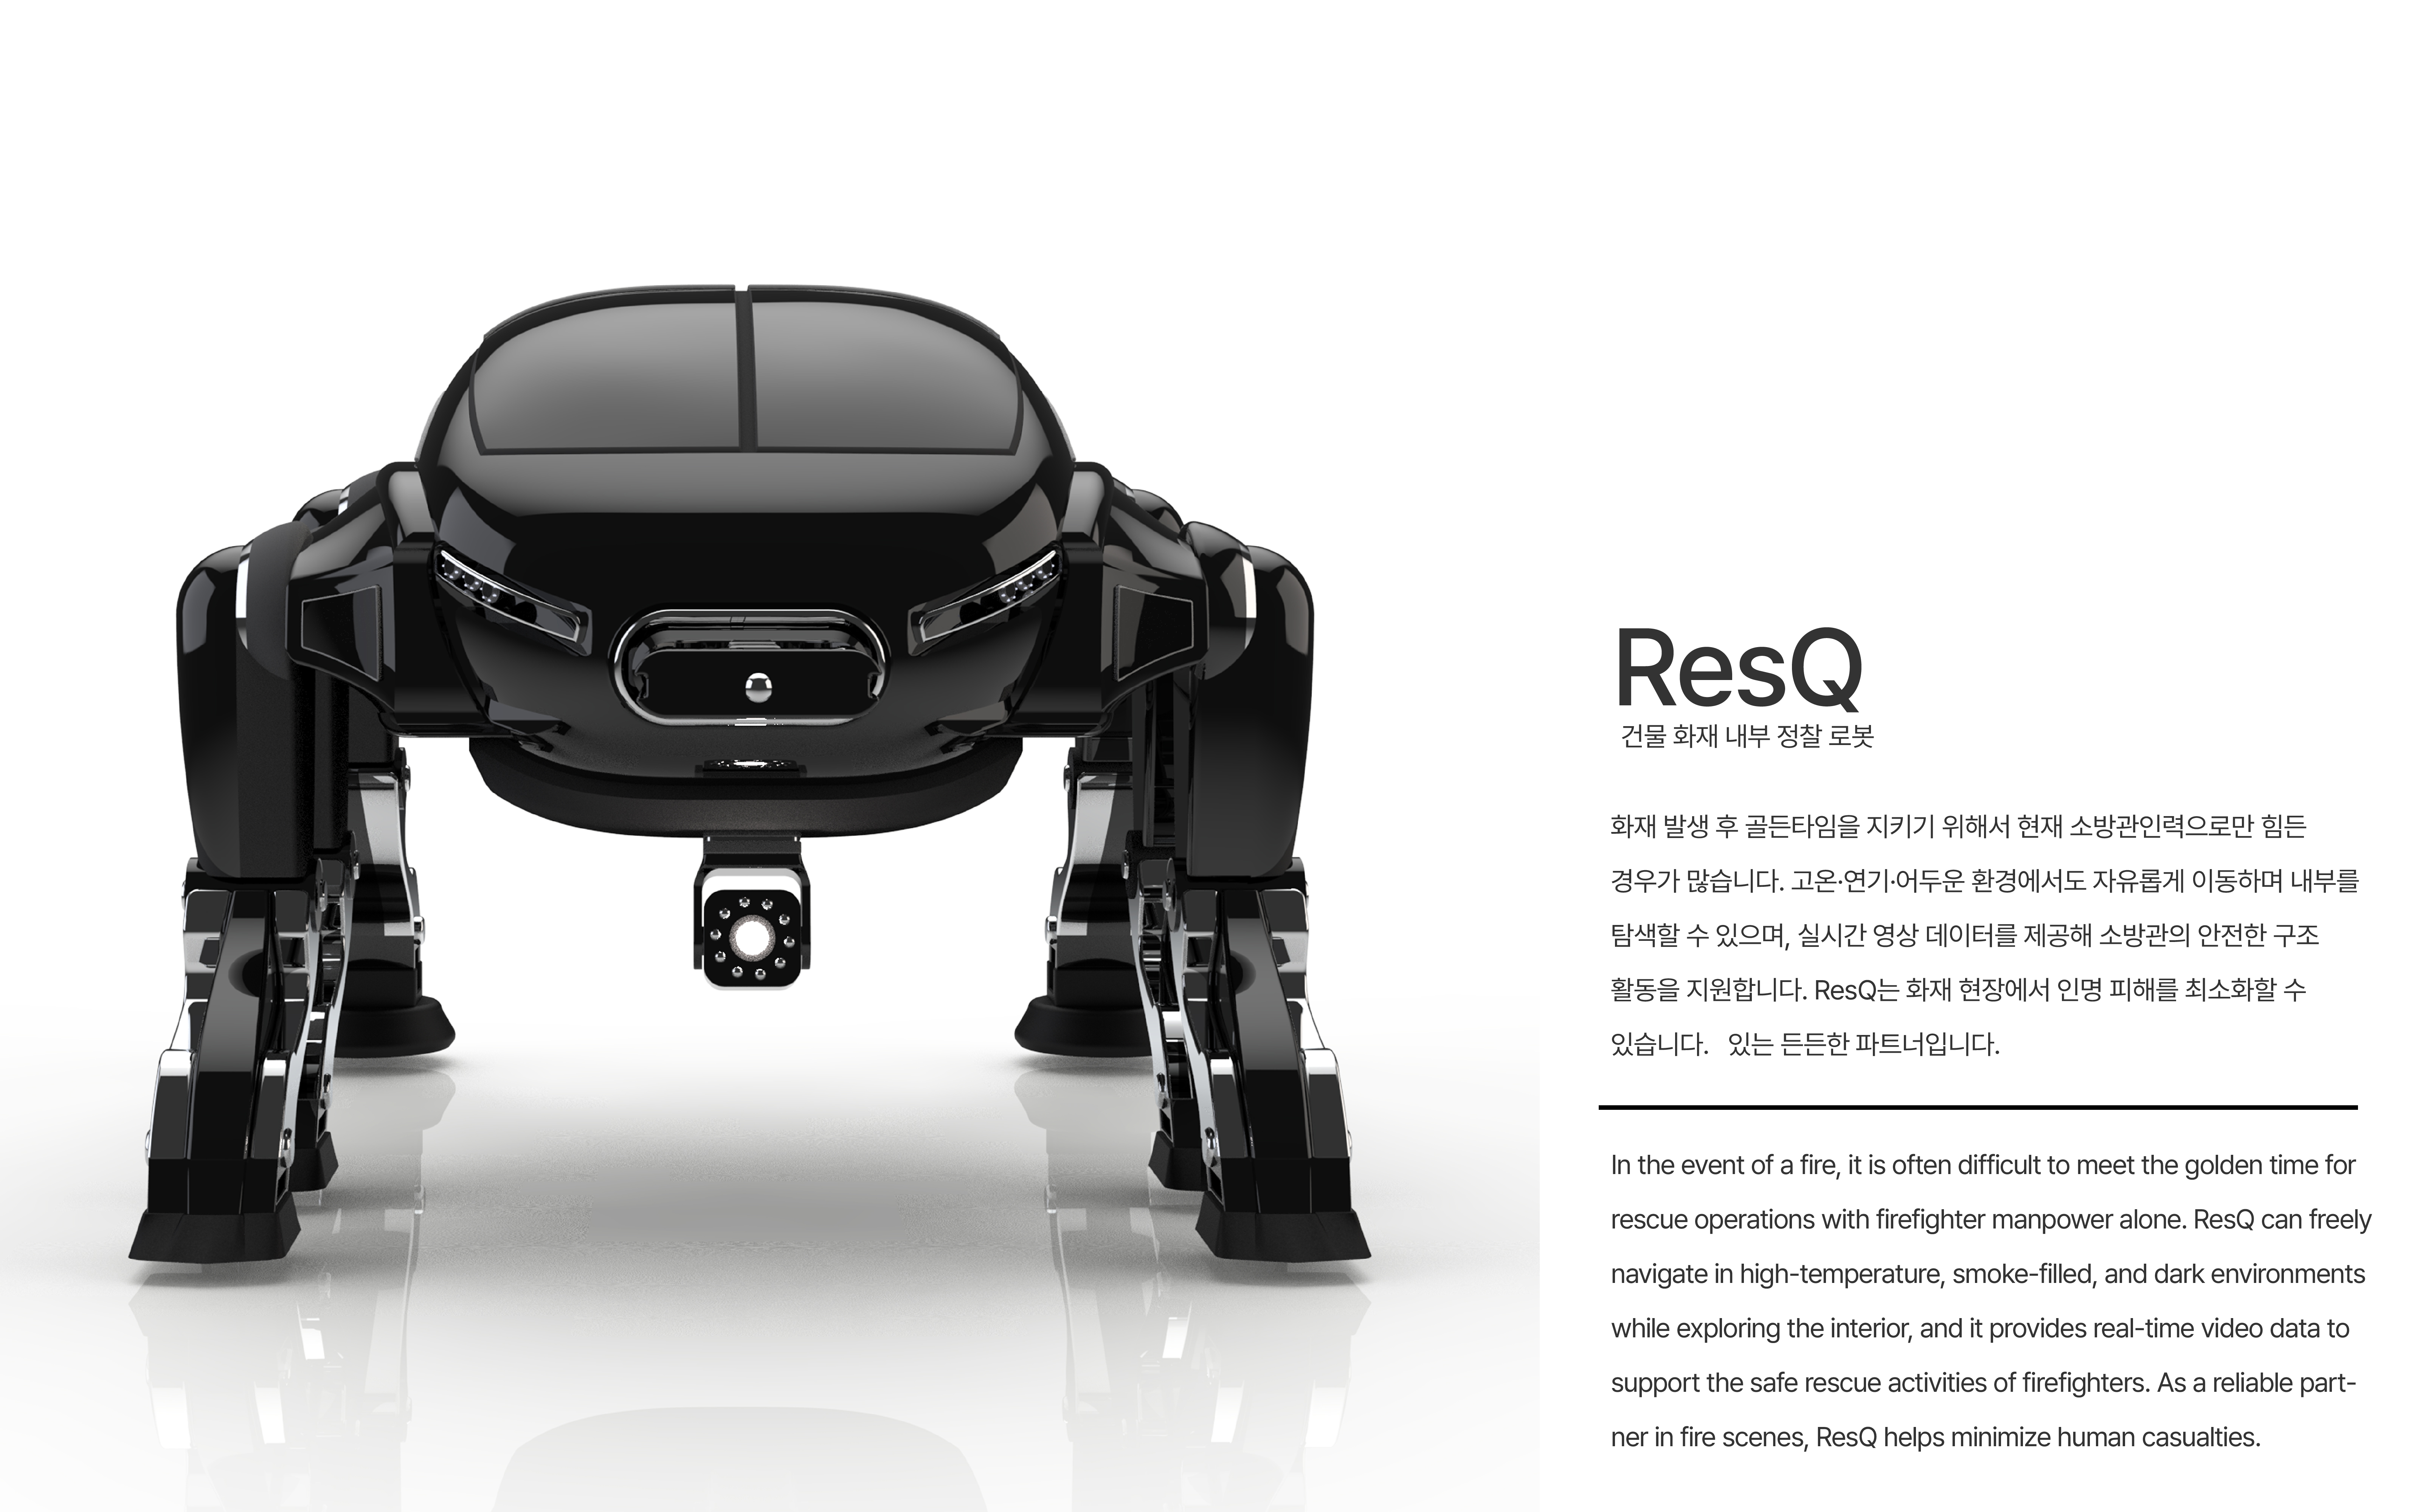 ResQ
건물 화재 내부 정찰 로봇
화재 발생 후 골든타임을 지키기 위해서 현재 소방관인력으로만 힘든
경우가 많습니다. 고온·연기·어두운 환경에서도 자유롭게 이동하며 내부를
탐색할 수 있으며, 실시간 영상 데이터를 제공해 소방관의 안전한 구조
활동을 지원합니다. ResQ는 화재 현장에서 인명 피해를 최소화할 수
있습니다.   있는 든든한 파트너입니다.
In the event of a fire, it is often difficult to meet the golden time for
rescue operations with firefighter manpower alone. ResQ can freely
navigate in high-temperature, smoke-filled, and dark environments
while exploring the interior, and it provides real-time video data to
support the safe rescue activities of firefighters. As a reliable part-
ner in fire scenes, ResQ helps minimize human casualties.